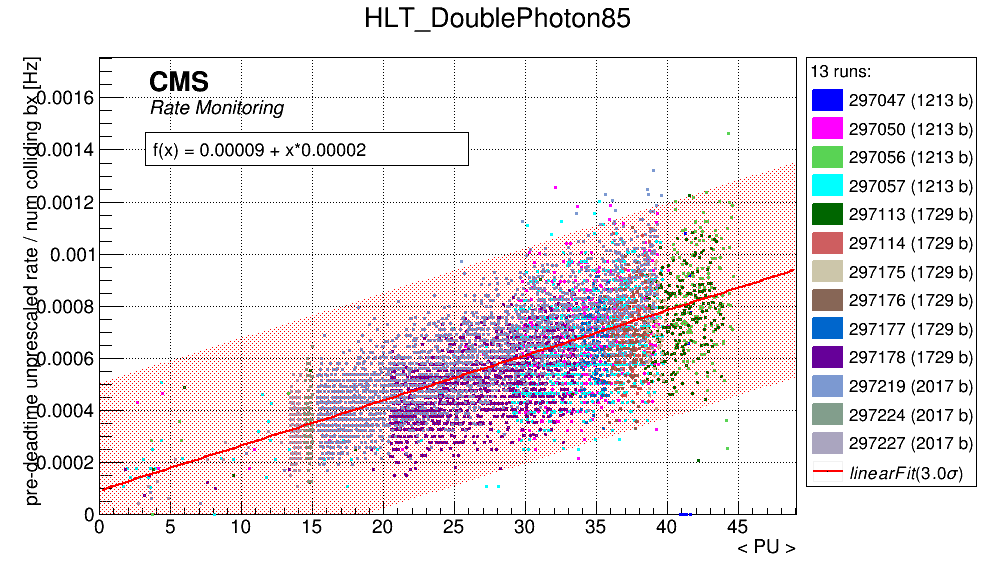 HLT_DoublePhoton85
pre-deadtime unprescaled rate / num colliding bx [Hz]
CMS
Rate Monitoring
f(x) = 0.00009 + x*0.00002
0.0016
0.0014
0.0012
0.001
0.0008
0.0006
0.0004
0.0002
0
0 5 10 15 20 25 30 35 40 45
< PU >
13 runs:
297047 (1213 b)
297050 (1213 b)
297056 (1213 b)
297057 (1213 b)
297113 (1729 b)
297114 (1729 b)
297175 (1729 b)
297176 (1729 b)
297177 (1729 b)
297178 (1729 b)
297219 (2017 b)
297224 (2017 b)
297227 (2017 b)
linearFit(3.0σ)